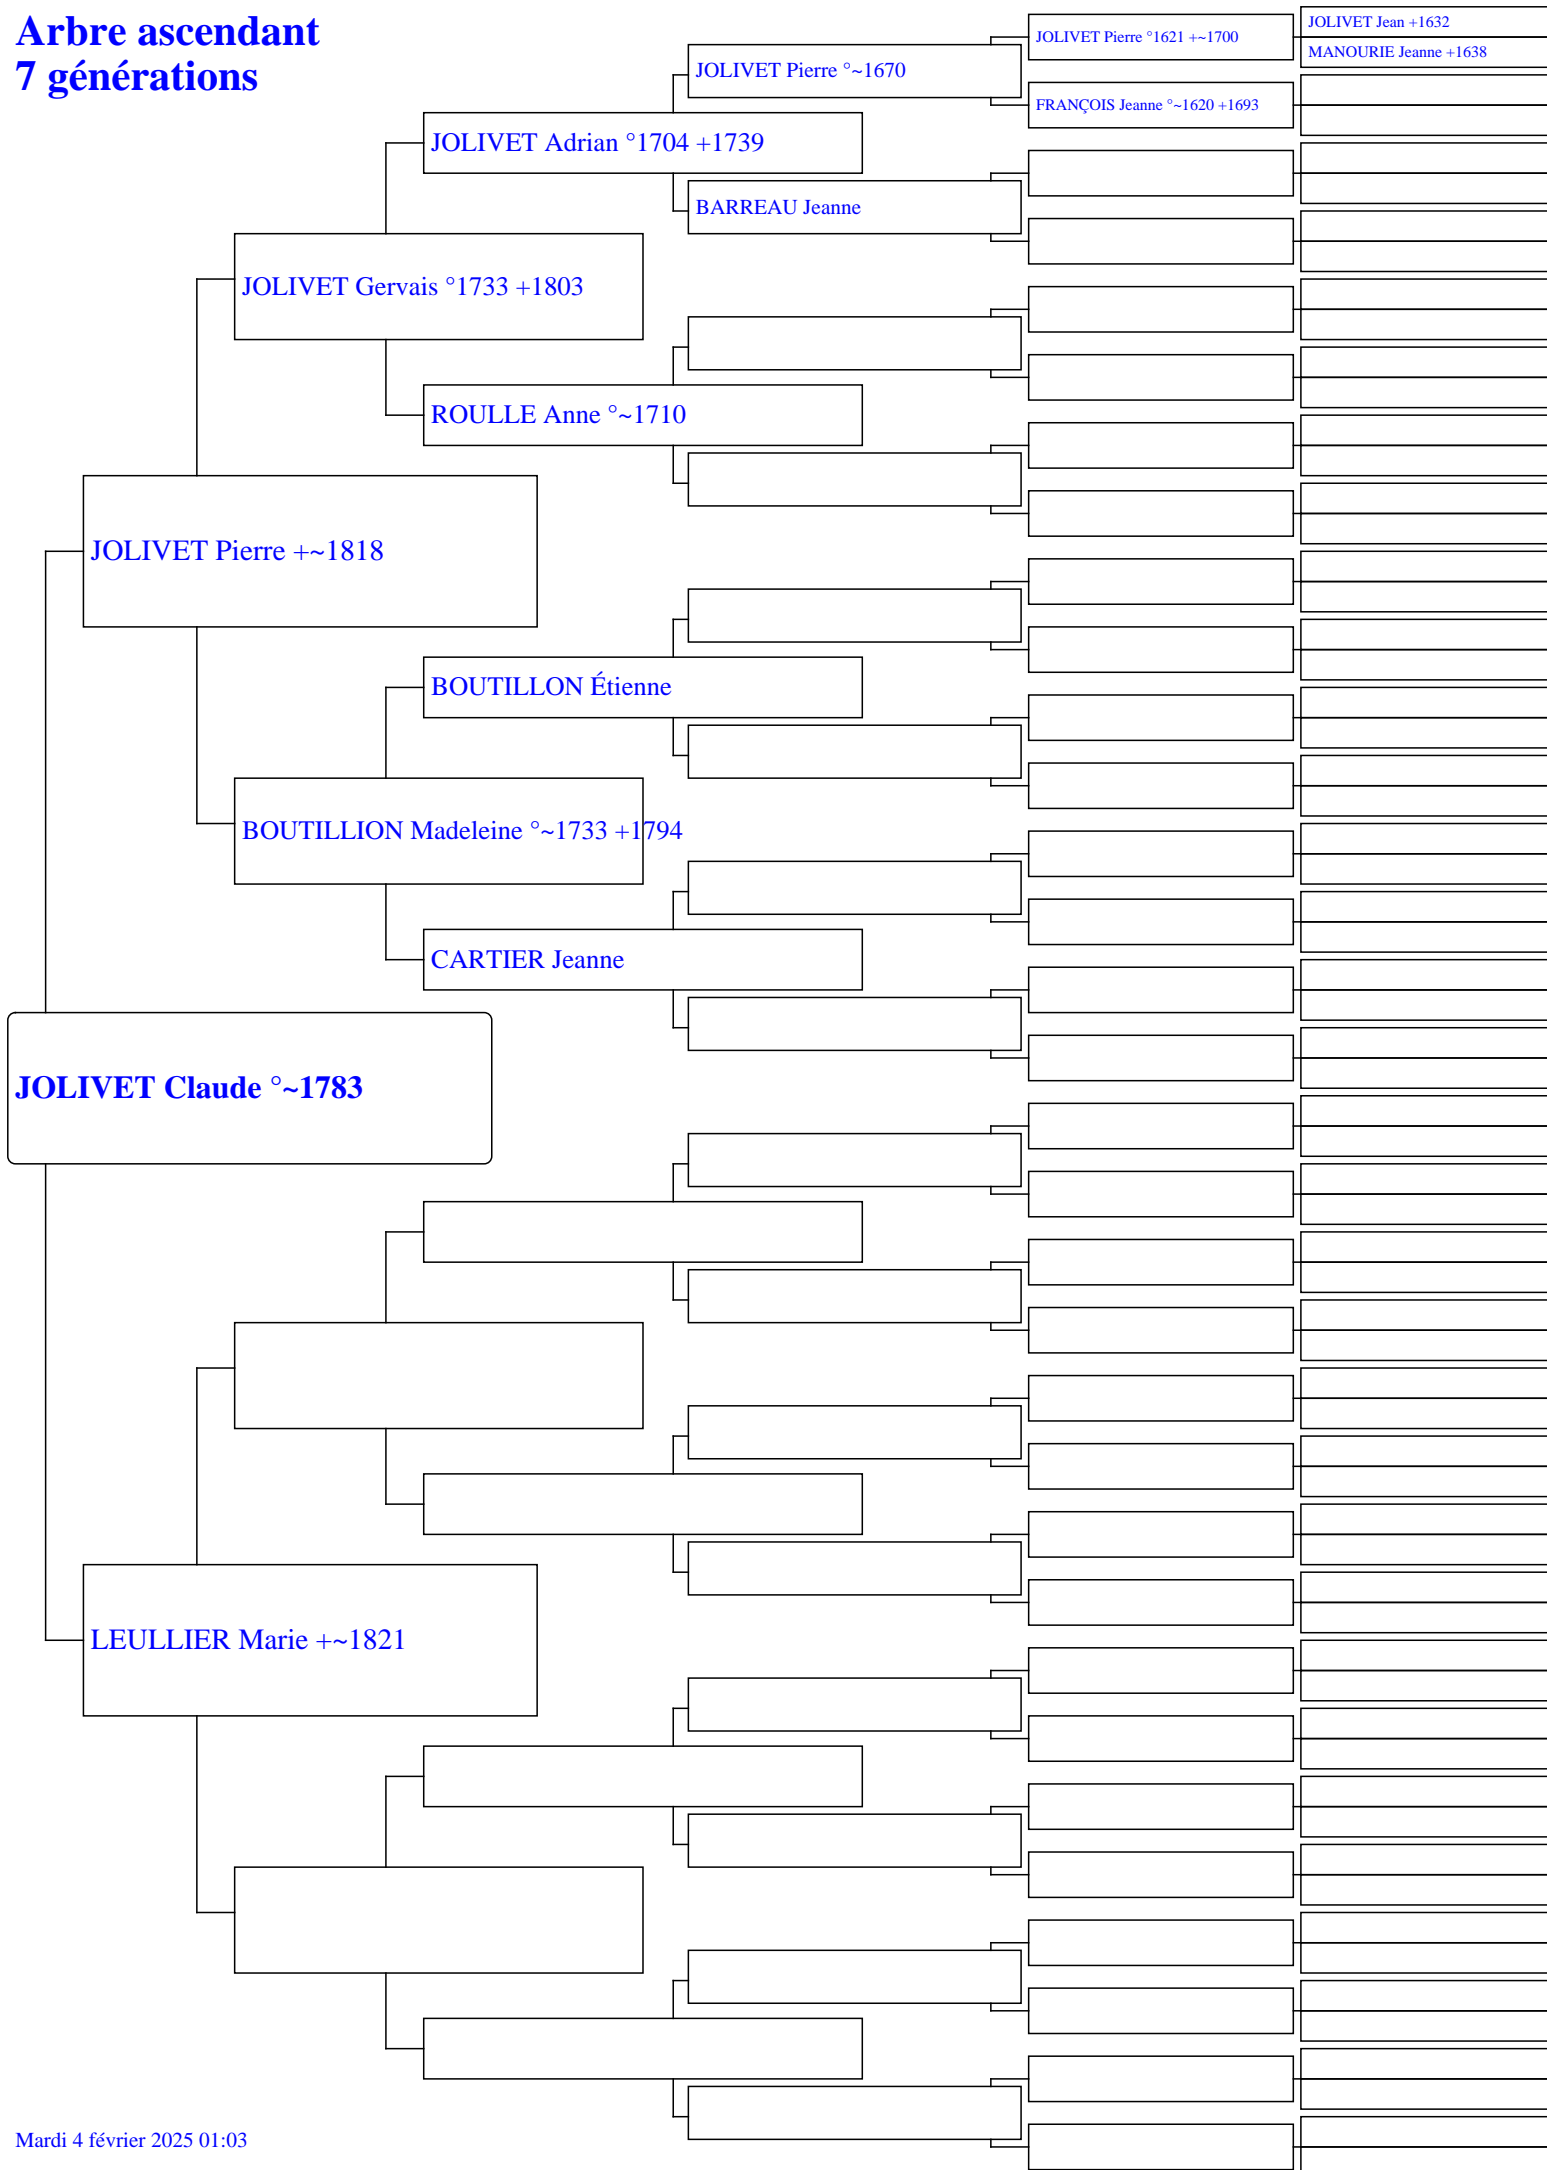 Arbre ascendant
7 générations
JOLIVET Jean +1632
JOLIVET Pierre °1621 +~1700
MANOURIE Jeanne +1638
JOLIVET Pierre °~1670
FRANÇOIS Jeanne °~1620 +1693
JOLIVET Adrian °1704 +1739
BARREAU Jeanne
JOLIVET Gervais °1733 +1803
ROULLE Anne °~1710
JOLIVET Pierre +~1818
BOUTILLON Étienne
BOUTILLION Madeleine °~1733 +1794
CARTIER Jeanne
JOLIVET Claude °~1783
LEULLIER Marie +~1821
Mardi 4 février 2025 01:03